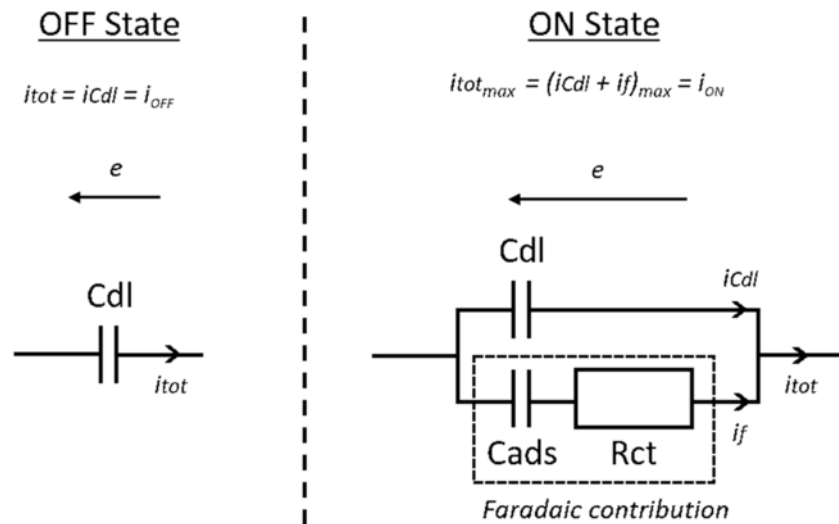 OFF State
itot = iCdl = iOFF
e
Cdl
itot
ON State
itotmax = (iCdl + if)max = iON
e
Cdl
iCdl
itot
if
Cads Rct
Faradaic contribution